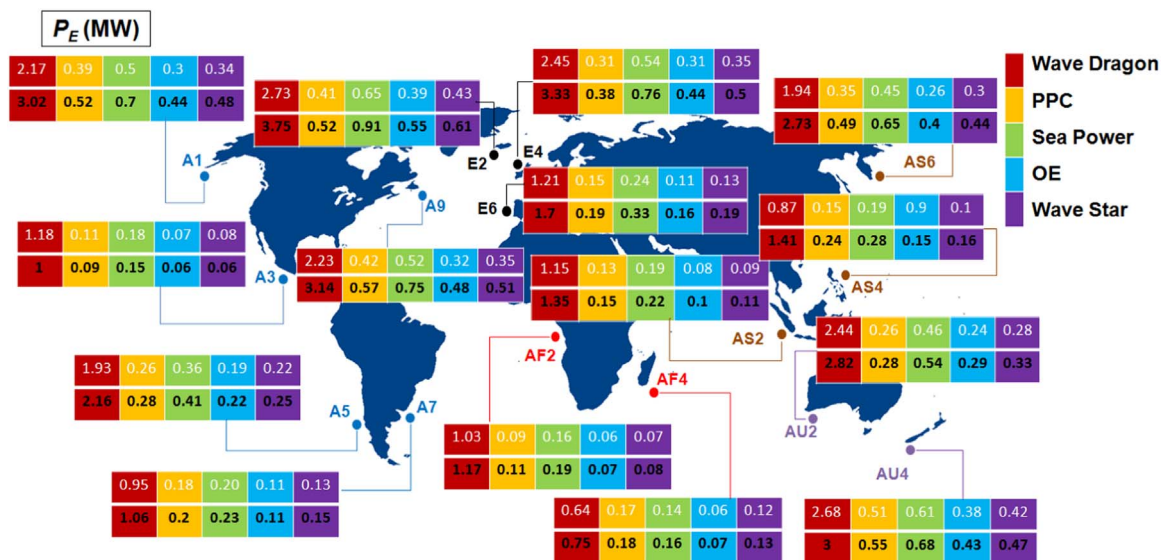 P_E (MW)
2.17 0.39 0.5 0.3 0.34
3.02 0.52 0.7 0.44 0.48
2.73 0.41 0.65 0.39 0.43
3.75 0.52 0.91 0.55 0.61
2.45 0.31 0.54 0.31 0.35
3.33 0.38 0.76 0.44 0.5
1.94 0.35 0.45 0.26 0.3
2.73 0.49 0.65 0.4 0.44
Wave Dragon
PPC
Sea Power
OE
Wave Star
A1
E2
E4
AS6
A9
E6
1.21 0.15 0.24 0.11 0.13
1.7 0.19 0.33 0.16 0.19
0.87 0.15 0.19 0.9 0.1
1.41 0.24 0.28 0.15 0.16
1.18 0.11 0.18 0.07 0.08
1 0.09 0.15 0.06 0.06
A3
2.23 0.42 0.52 0.32 0.35
3.14 0.57 0.75 0.48 0.51
1.15 0.13 0.19 0.08 0.09
1.35 0.15 0.22 0.1 0.11
AS4
AS2
AF2
2.44 0.26 0.46 0.24 0.28
2.82 0.28 0.54 0.29 0.33
1.93 0.26 0.36 0.19 0.22
2.16 0.28 0.41 0.22 0.25
A5
A7
AF4
AU2
AU4
1.03 0.09 0.16 0.06 0.07
1.17 0.11 0.19 0.07 0.08
0.95 0.18 0.20 0.11 0.13
1.06 0.2 0.23 0.11 0.15
0.64 0.17 0.14 0.06 0.12
0.75 0.18 0.16 0.07 0.13
2.68 0.51 0.61 0.38 0.42
3 0.55 0.68 0.43 0.47